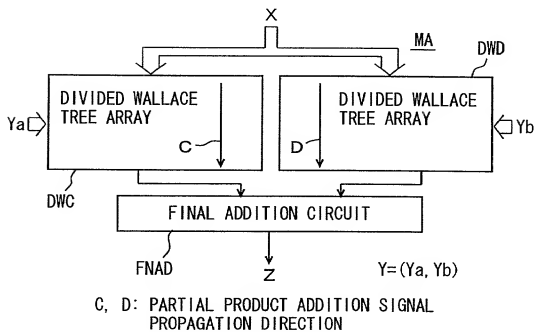 X
MA
DWD
DIVIDED WALLACE
TREE ARRAY
DIVIDED WALLACE
TREE ARRAY
Ya
C
D
Yb
DWC
FINAL ADDITION CIRCUIT
FNAD
Z
Y=(Ya, Yb)
C, D: PARTIAL PRODUCT ADDITION SIGNAL
PROPAGATION DIRECTION